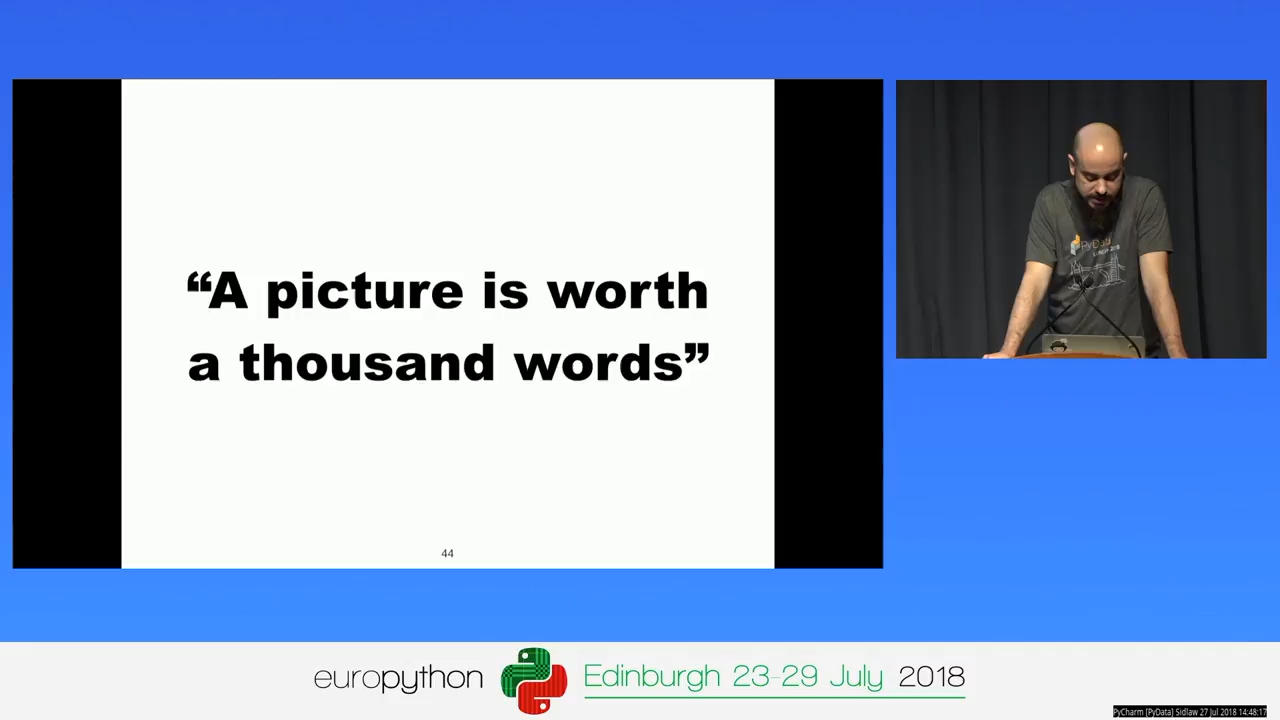 “A picture is worth
a thousand words”
44
PyData
europython
Edinburgh 23-29 July 2018
PyCharm [PyData] Sidlaw 27 Jul 2018 14:48:17